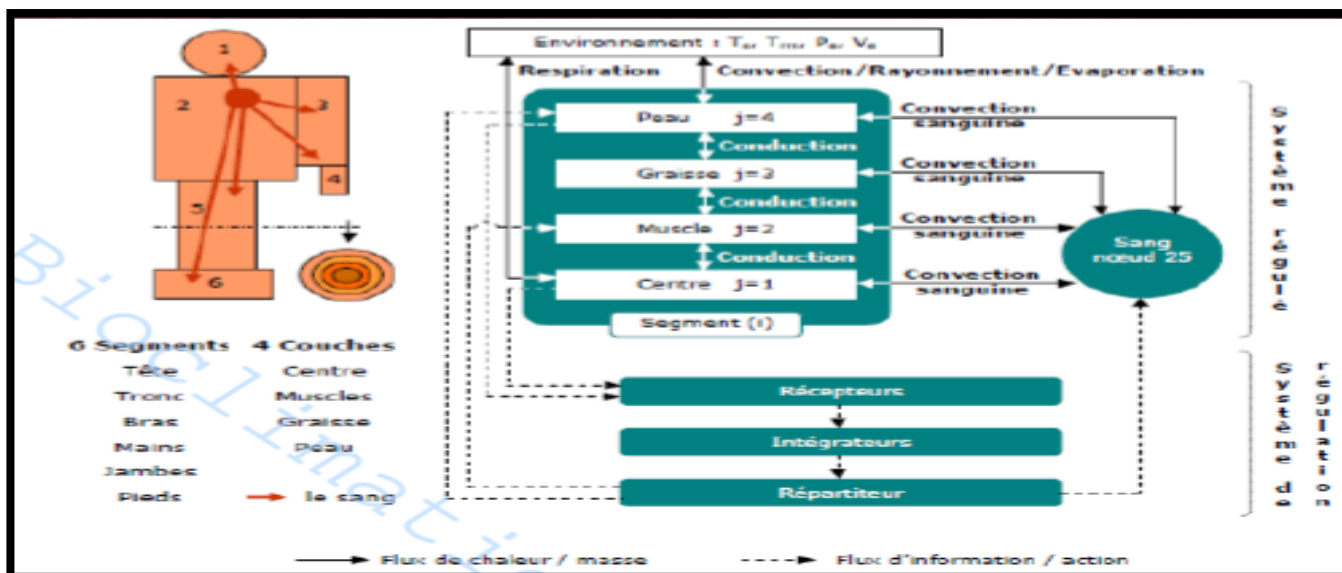 Environnement : Ta, Tm, Pa, Va
Respiration
Convection/Rayonnement/Evaporation
1
2
3
4
5
6
Peau j=4
Conduction
Graisse j=3
Conduction
Muscle j=2
Conduction
Centre j=1
Segment (i)
Convection
sanguine
Convection
sanguine
Convection
sanguine
Convection
sanguine
Sang
nœud 25
Système régulé
6 Segments 4 Couches
Tête Centre
Tronc Muscles
Bras Graisse
Mains Peau
Jambes
Pieds le sang
Récepteurs
Intégrateurs
Répartiteur
Système de
régulation
Flux de chaleur / masse
Flux d'information / action
Bioclimatic